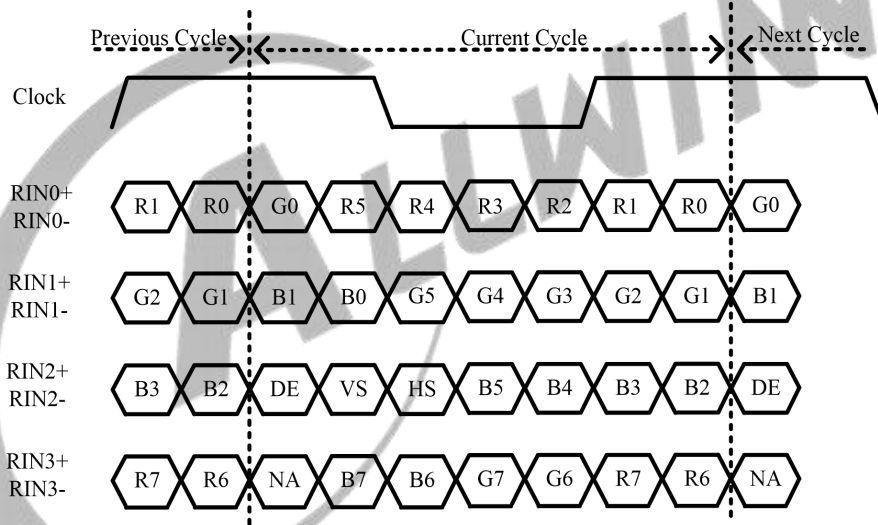 Previous Cycle Current Cycle Next Cycle
Clock
RIN0+
RIN0-
R1 R0 G0 R5 R4 R3 R2 R1 R0 G0
RIN1+
RIN1-
G2 G1 B1 B0 G5 G4 G3 G2 G1 B1
RIN2+
RIN2-
B3 B2 DE VS HS B5 B4 B3 B2 DE
RIN3+
RIN3-
R7 R6 NA B7 B6 G7 G6 R7 R6 NA
ALLWIN